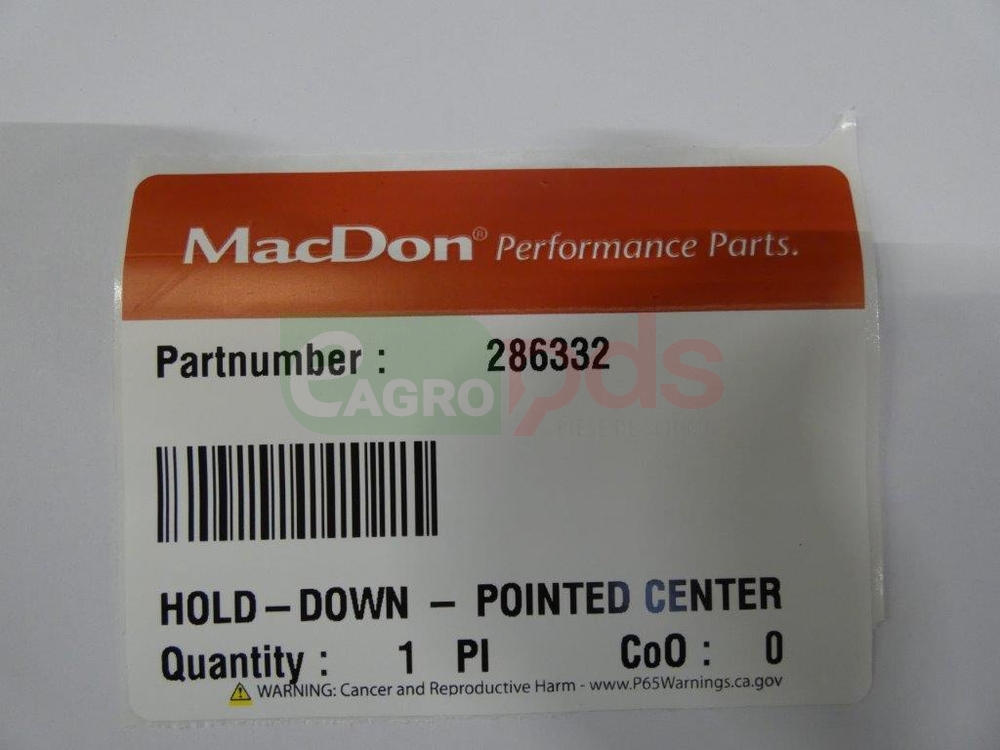 MacDon® Performance Parts.
Partnumber : 286332
eAGRO pds
HOLD-DOWN - POINTED CENTER
Quantity : 1 PI CoO : 0
WARNING: Cancer and Reproductive Harm - www.P65Warnings.ca.gov